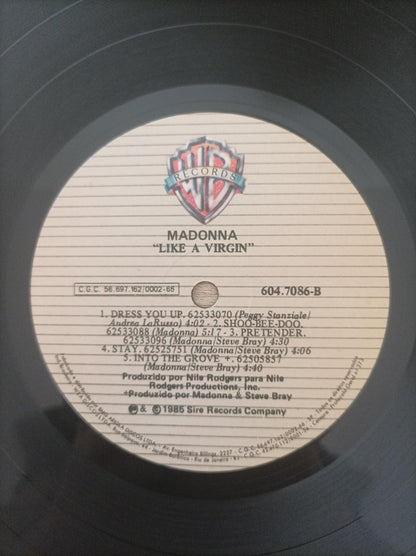 WB
RECORDS
MADONNA
"LIKE A VIRGIN"
C.G.C. 56.697.162/0002-65
604.7086-B
1. DRESS YOU UP. 62533070 (Peggy Stanziale/
Andrea LaRusso) 4:02 - 2. SHOO-BEE-DOO.
62533088 (Madonna) 5:17 - 3. PRETENDER.
62533096 (Madonna/Steve Bray) 4:30
4. STAY. 62525751 (Madonna/Steve Bray) 4:06
5. INTO THE GROVE + 62505857
(Madonna/Steve Bray) 4:40
Produzido por Nile Rodgers para Nile
Rodgers Productions, Inc.
+Produzido por Madonna & Steve Bray
℗ & © 1985 Sire Records Company